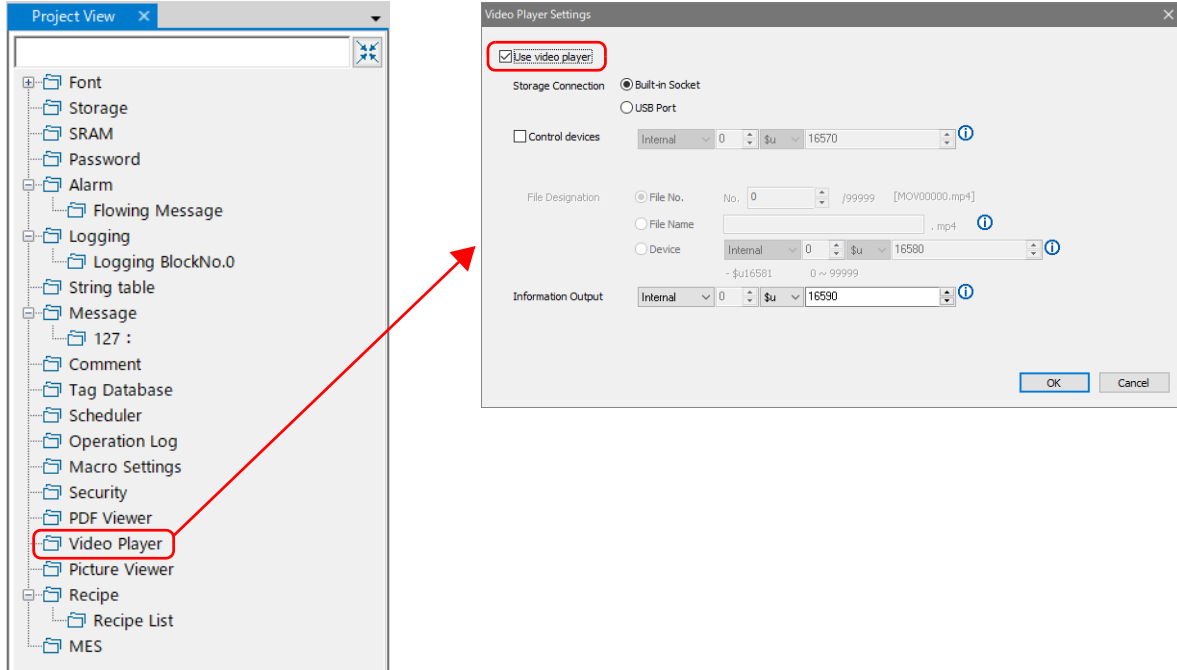 Project View ×
Font
Storage
SRAM
Password
Alarm
Flowing Message
Logging
Logging BlockNo.0
String table
Message
127 :
Comment
Tag Database
Scheduler
Operation Log
Macro Settings
Security
PDF Viewer
Video Player
Picture Viewer
Recipe
Recipe List
MES
Video Player Settings
Use video player
Storage Connection Built-in Socket
USB Port
Control devices Internal 0 $u 16570
File Designation File No. No. 0 /99999 [MOV00000.mp4]
File Name . mp4
Device Internal 0 $u 16580
- $u16581 0 ~ 99999
Information Output Internal 0 $u 16590
OK Cancel